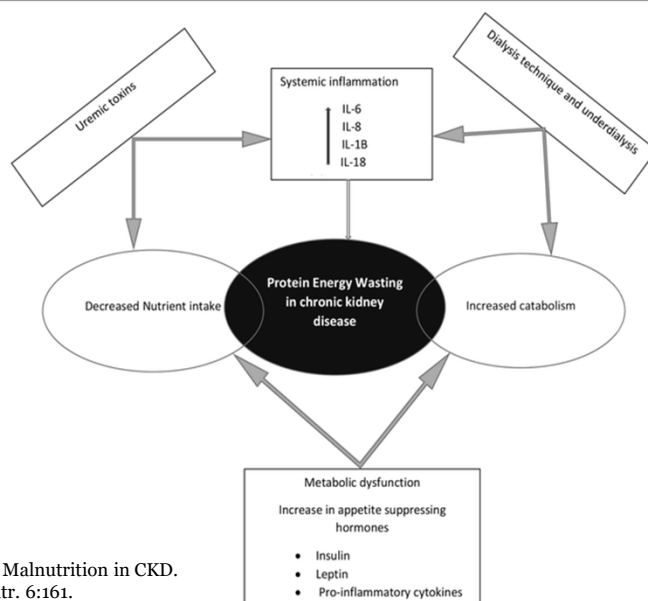 Uremic toxins
Dialysis technique and underdialysis
Systemic inflammation
IL-6
IL-8
IL-1B
IL-18
Decreased Nutrient intake
Protein Energy Wasting
in chronic kidney
disease
Increased catabolism
Metabolic dysfunction
Increase in appetite suppressing
hormones
• Insulin
• Leptin
• Pro-inflammatory cytokines
Malnutrition in CKD.
tr. 6:161.